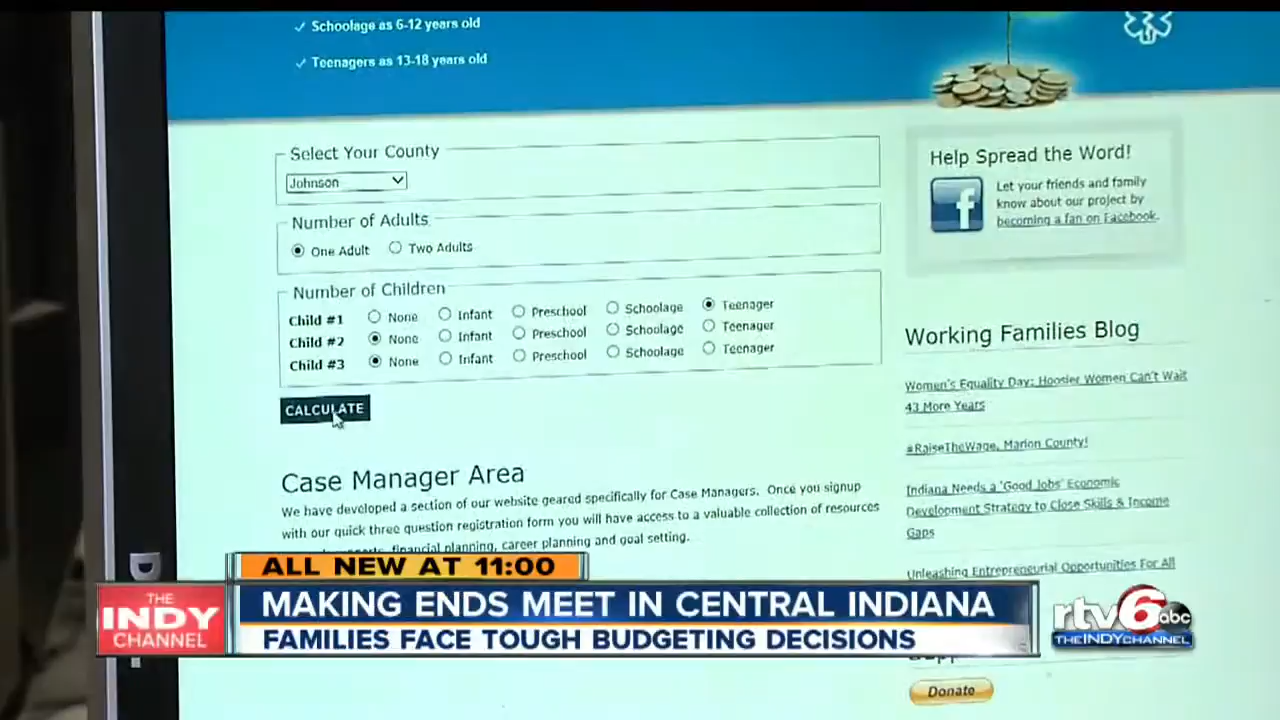 Schoolage as 6-12 years old
Teenagers as 13-18 years old
Select Your County
Johnson
Number of Adults
One Adult Two Adults
Number of Children
Child #1 None Infant Preschool Schoolage Teenager
Child #2 None Infant Preschool Schoolage Teenager
Child #3 None Infant Preschool Schoolage Teenager
CALCULATE
Case Manager Area
We have developed a section of our website geared specifically for Case Managers. Once you signup
with our quick three question registration form you will have access to a valuable collection of resources
financial planning, career planning and goal setting.
Help Spread the Word!
f
Let your friends and family
know about our project by
becoming a fan on Facebook.
Working Families Blog
Women's Equality Day: Hoosier Women Can't Wait
43 More Years
#RaiseTheWage, Marion County!
Indiana Needs a 'Good Jobs' Economic
Development Strategy to Close Skills & Income
Gaps
Unleashing Entrepreneurial Opportunities For All
Donate
ALL NEW AT 11:00
THE
INDY
CHANNEL
MAKING ENDS MEET IN CENTRAL INDIANA
FAMILIES FACE TOUGH BUDGETING DECISIONS
rtv6 abc
THEINDYCHANNEL